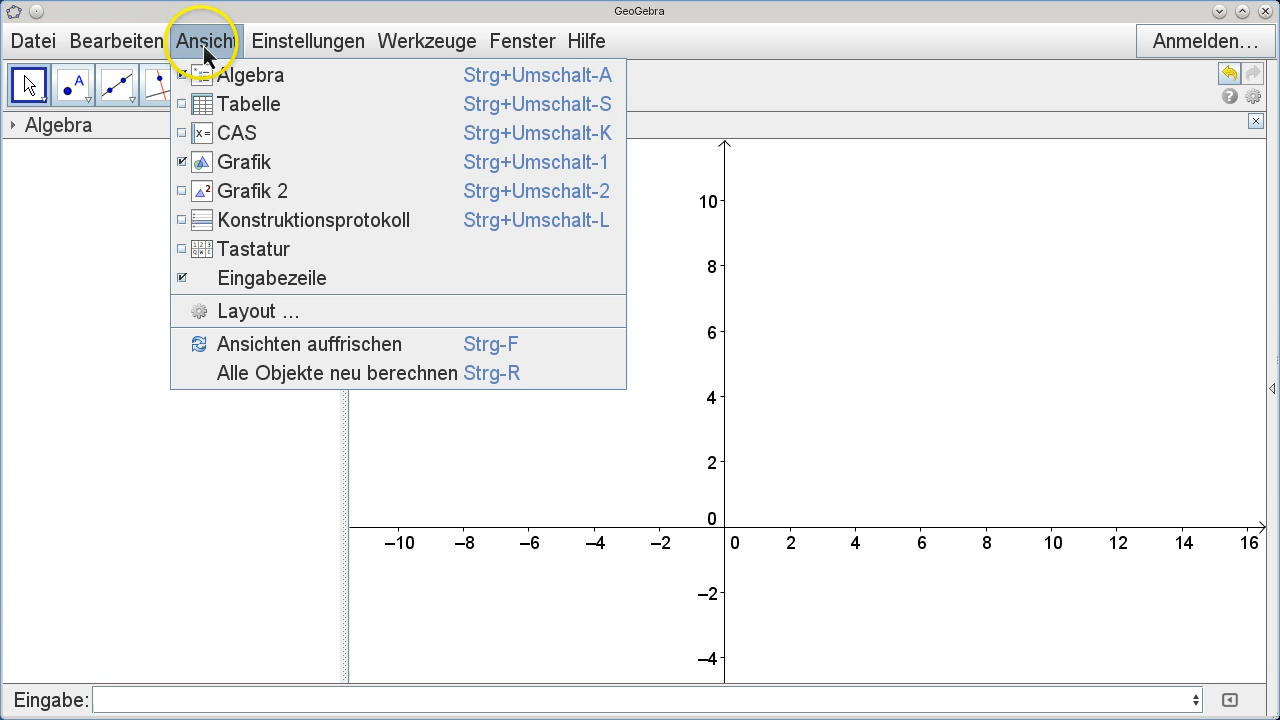 GeoGebra
Datei Bearbeiten Ansicht Einstellungen Werkzeuge Fenster Hilfe Anmelden...
A
Algebra Strg+Umschalt-A
Tabelle Strg+Umschalt-S
CAS Strg+Umschalt-K
Grafik Strg+Umschalt-1
Grafik 2 Strg+Umschalt-2
Konstruktionsprotokoll Strg+Umschalt-L
Tastatur
Eingabezeile
Layout ...
Ansichten auffrischen Strg-F
Alle Objekte neu berechnen Strg-R
Algebra
10
8
6
4
2
0
–10 –8 –6 –4 –2 0 2 4 6 8 10 12 14 16
–2
–4
Eingabe: